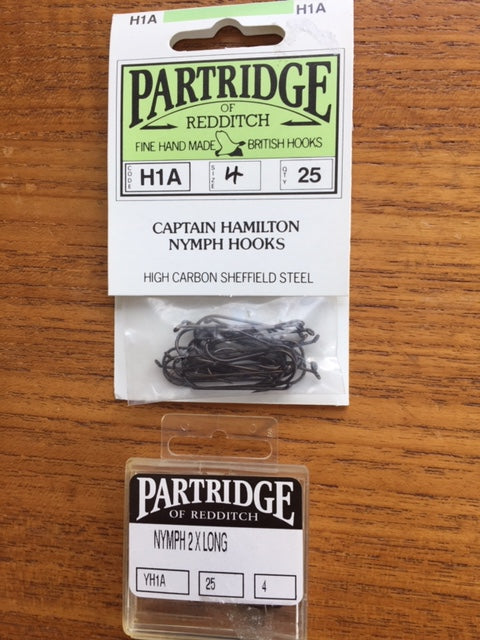 H1A H1A
PARTRIDGE
OF
REDDITCH
FINE HAND MADE BRITISH HOOKS
CODE H1A SIZE 4 QTY 25
CAPTAIN HAMILTON
NYMPH HOOKS
HIGH CARBON SHEFFIELD STEEL
PARTRIDGE
OF REDDITCH
NYMPH 2 X LONG
YH1A 25 4